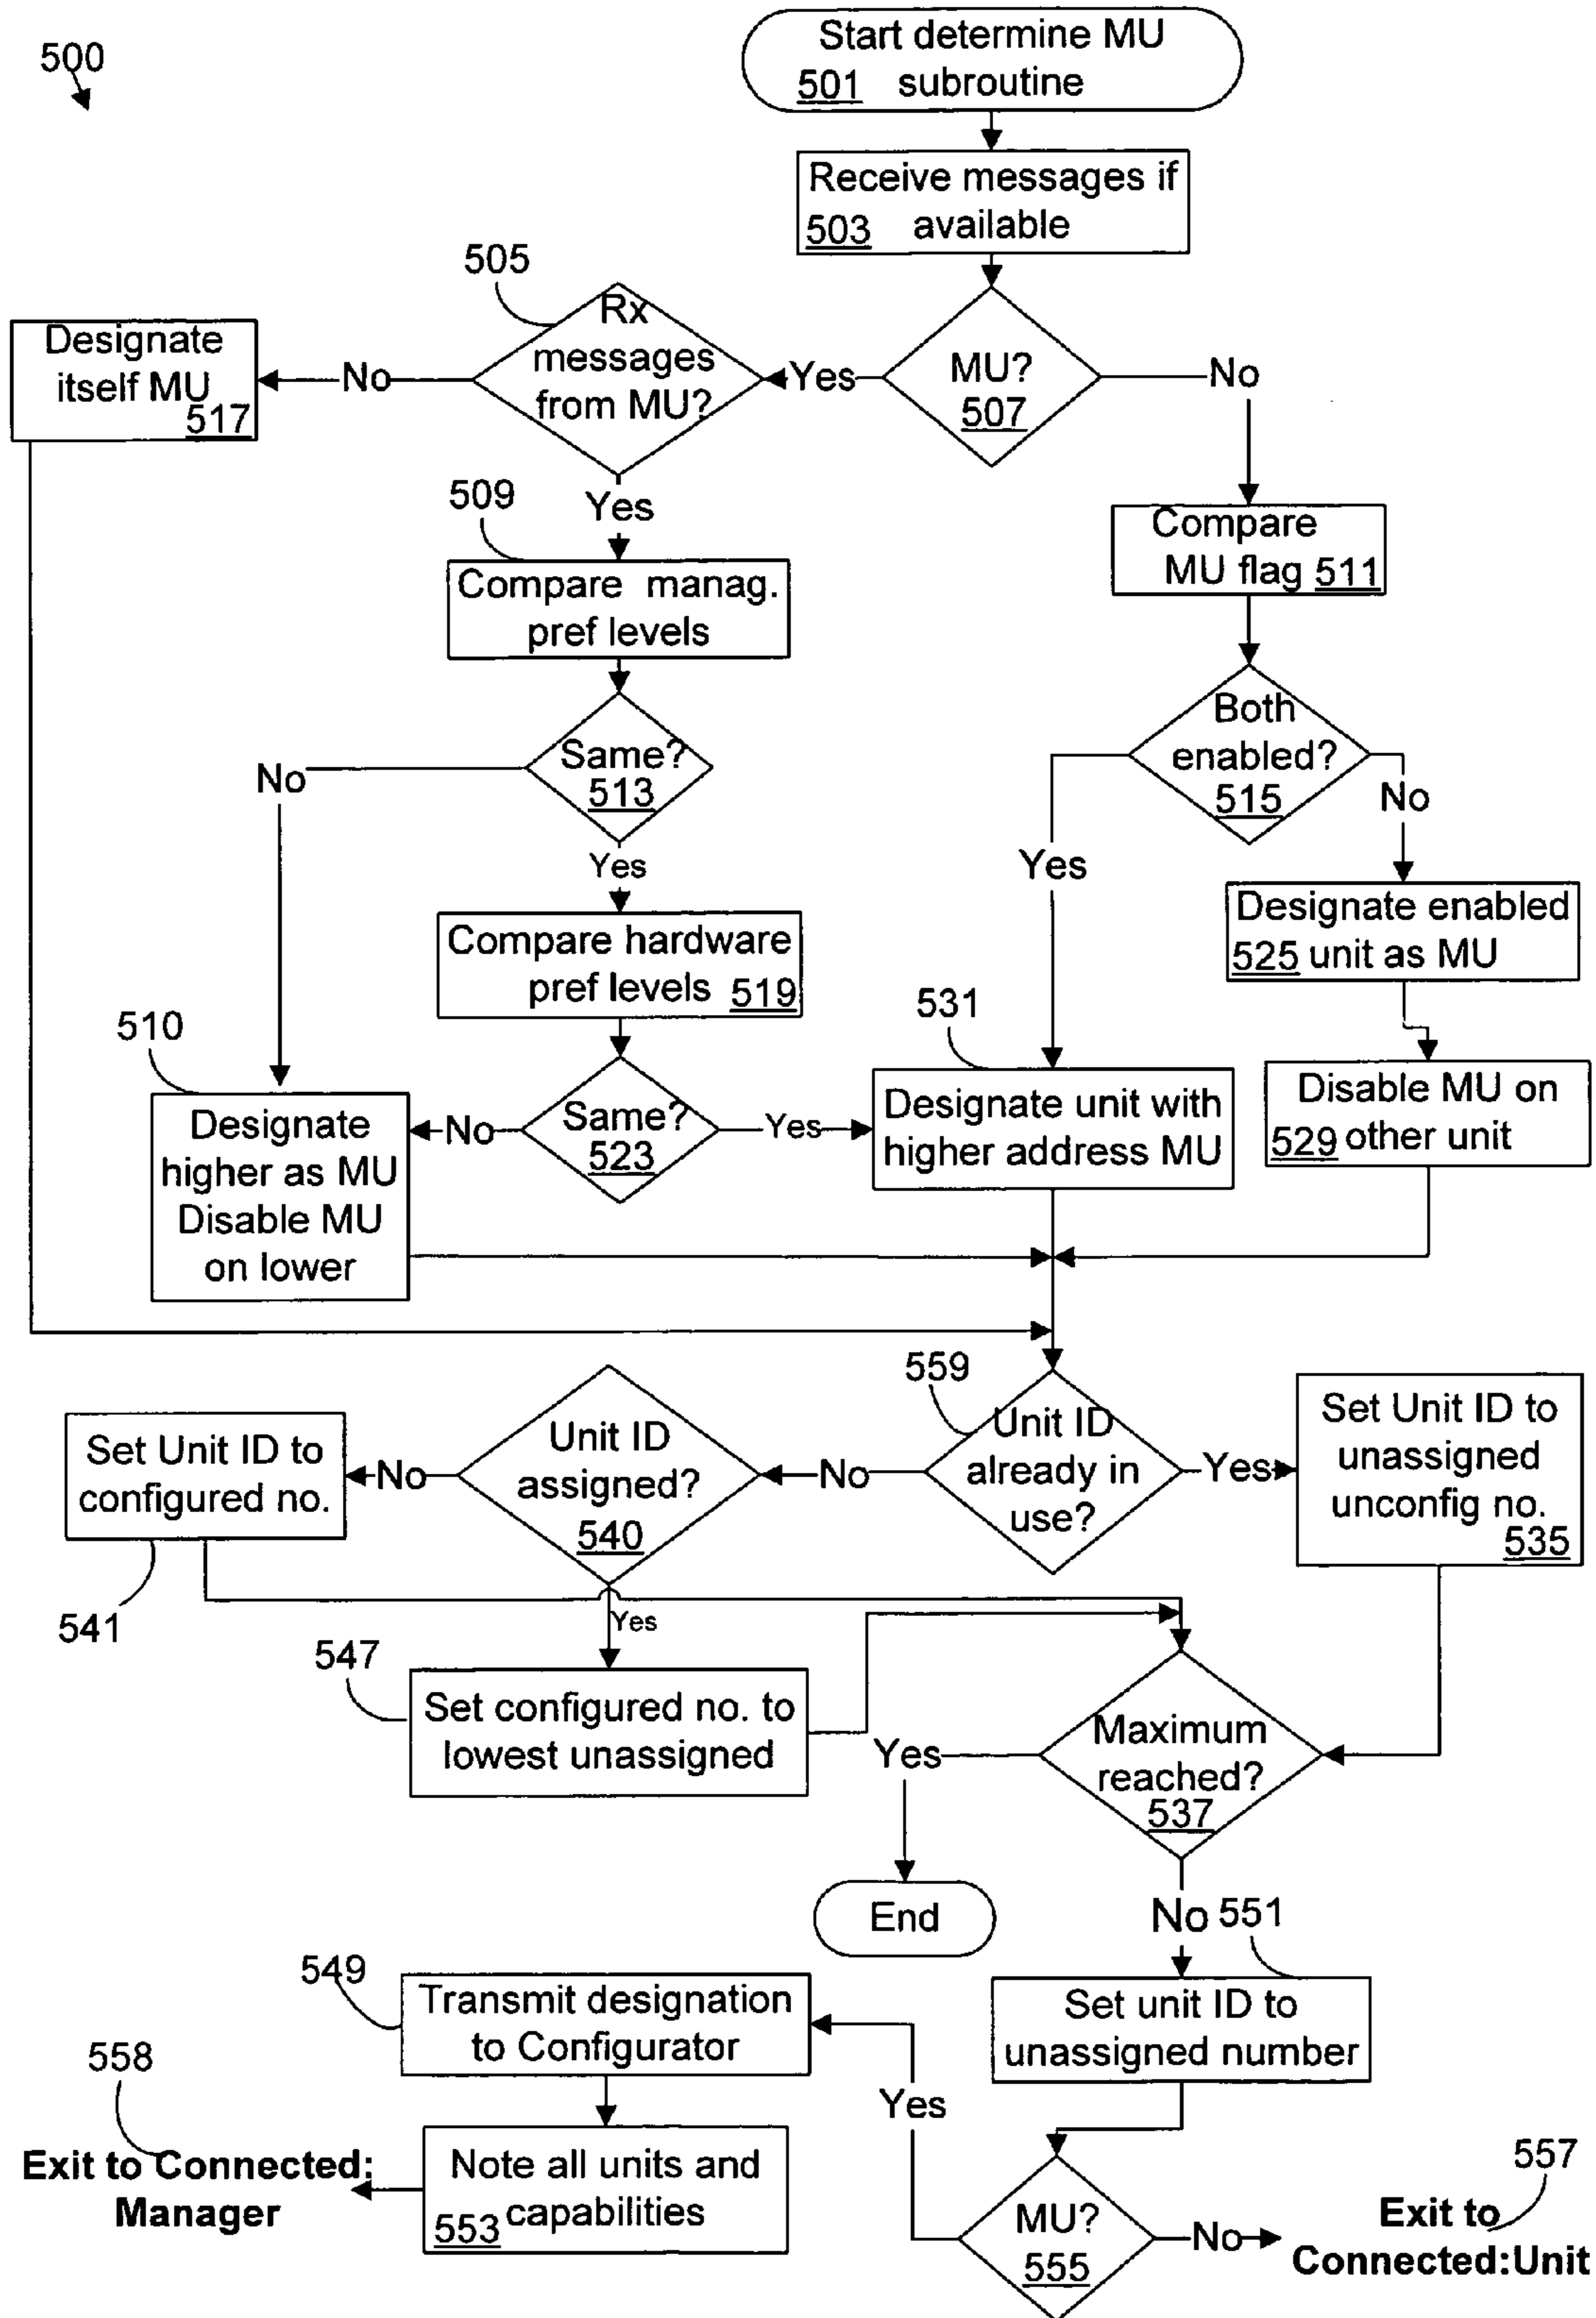 500
Start determine MU
501 subroutine
Receive messages if
503 available
505
Rx
messages
from MU?
Designate
itself MU
517
No
Yes
MU?
507
No
509
Yes
Compare manag.
pref levels
Compare
MU flag 511
Same?
513
No
Both
enabled?
515
No
Yes
Yes
Compare hardware
pref levels 519
Designate enabled
525 unit as MU
510
531
Designate
higher as MU
Disable MU
on lower
No
Same?
523
Yes
Designate unit with
higher address MU
Disable MU on
529 other unit
559
Set Unit ID to
configured no.
No
Unit ID
assigned?
540
No
Unit ID
already in
use?
Yes
Set Unit ID to
unassigned
unconfig no.
535
541
Yes
547
Set configured no. to
lowest unassigned
Yes
Maximum
reached?
537
End
No
551
549
Transmit designation
to Configurator
Set unit ID to
unassigned number
558
Yes
Exit to Connected:
Manager
Note all units and
553 capabilities
MU?
555
No
557
Exit to
Connected:Unit